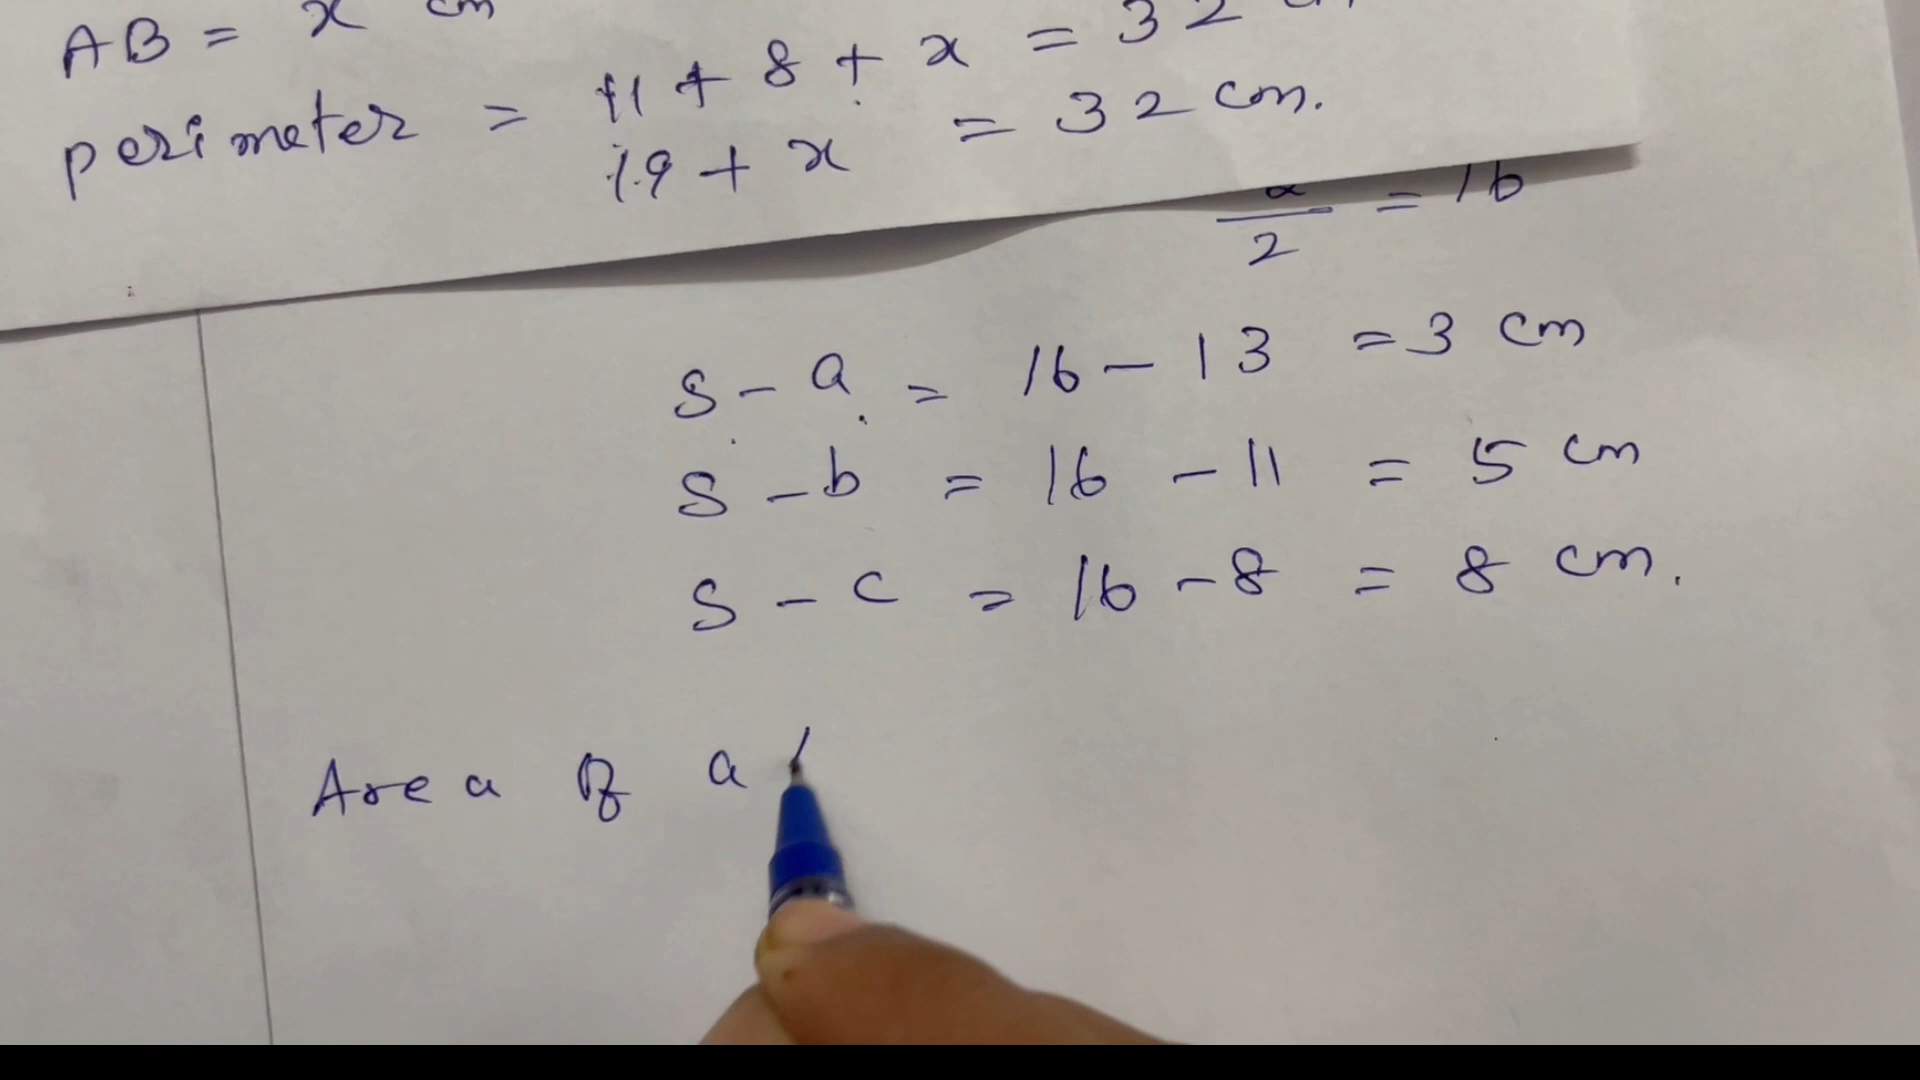 AB = x cm
perimeter = 11 + 8 + x = 32
19 + x = 32 cm.
2 = 16
S - a = 16 - 13 = 3 cm
S - b = 16 - 11 = 5 cm
S - c = 16 - 8 = 8 cm.
Area of a